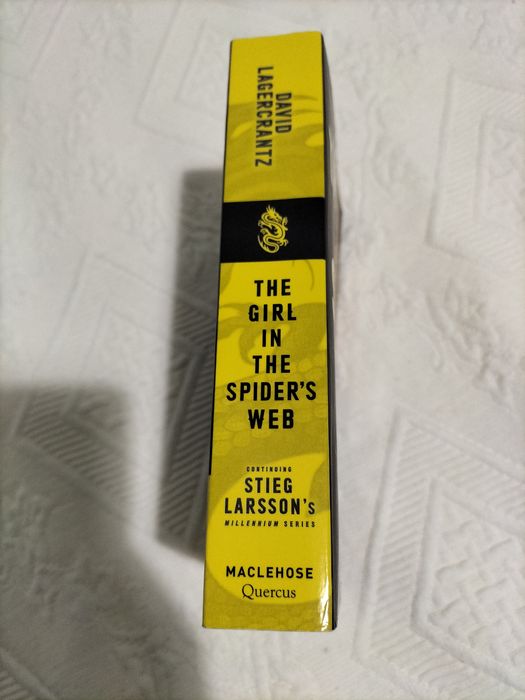 DAVID
LAGERCRANTZ
THE
GIRL
IN
THE
SPIDER'S
WEB
CONTINUING
STIEG
LARSSON's
MILLENNIUM SERIES
MACLEHOSE
Quercus